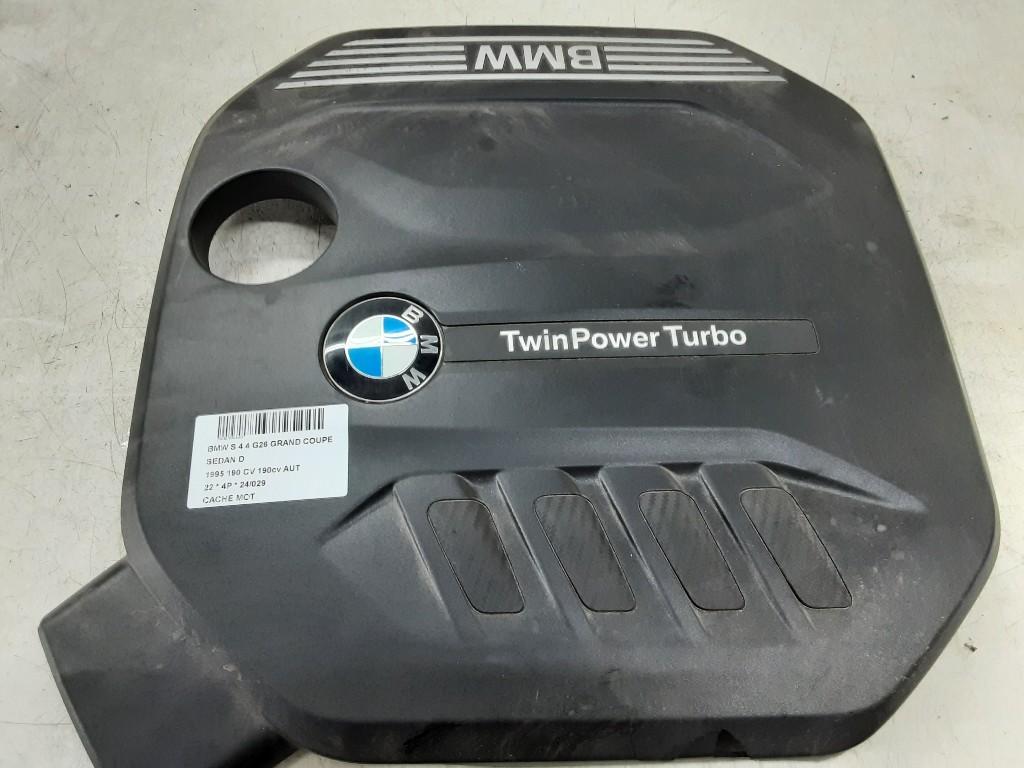 BMW
BMW
TwinPower Turbo
BMW S 4 4 G26 GRAND COUPE
SEDAN D
1995 190 CV 190cv AUT
22 * 4P * 24/029
CACHE MOT